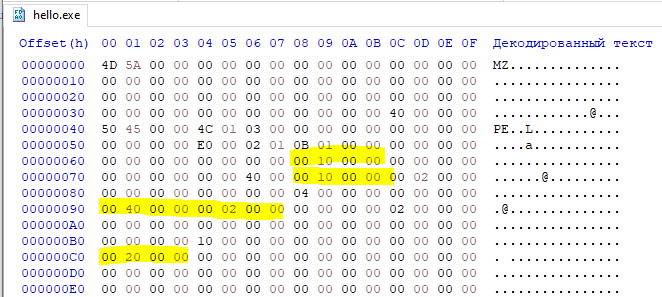 hello.exe
Offset(h) 00 01 02 03 04 05 06 07 08 09 0A 0B 0C 0D 0E 0F Декодированный текст
00000000 4D 5A 00 00 00 00 00 00 00 00 00 00 00 00 00 00 MZ..............
00000010 00 00 00 00 00 00 00 00 00 00 00 00 00 00 00 00 ................
00000020 00 00 00 00 00 00 00 00 00 00 00 00 00 00 00 00 ................
00000030 00 00 00 00 00 00 00 00 00 00 00 00 40 00 00 00 ............@...
00000040 50 45 00 00 4C 01 03 00 00 00 00 00 00 00 00 00 PE..L...........
00000050 00 00 00 00 E0 00 02 01 0B 01 00 00 00 00 00 00 ....а...........
00000060 00 00 00 00 00 00 00 00 00 10 00 00 00 00 00 00 ................
00000070 00 00 00 00 00 00 40 00 00 10 00 00 00 02 00 00 ......@.........
00000080 00 00 00 00 00 00 00 00 04 00 00 00 00 00 00 00 ................
00000090 00 40 00 00 00 02 00 00 00 00 00 00 02 00 00 00 .@..............
000000A0 00 00 00 00 00 00 00 00 00 00 00 00 00 00 00 00 ................
000000B0 00 00 00 00 10 00 00 00 00 00 00 00 00 00 00 00 ................
000000C0 00 20 00 00 00 00 00 00 00 00 00 00 00 00 00 00 . ..............
000000D0 00 00 00 00 00 00 00 00 00 00 00 00 00 00 00 00 ................
000000E0 00 00 00 00 00 00 00 00 00 00 00 00 00 00 00 00 ................